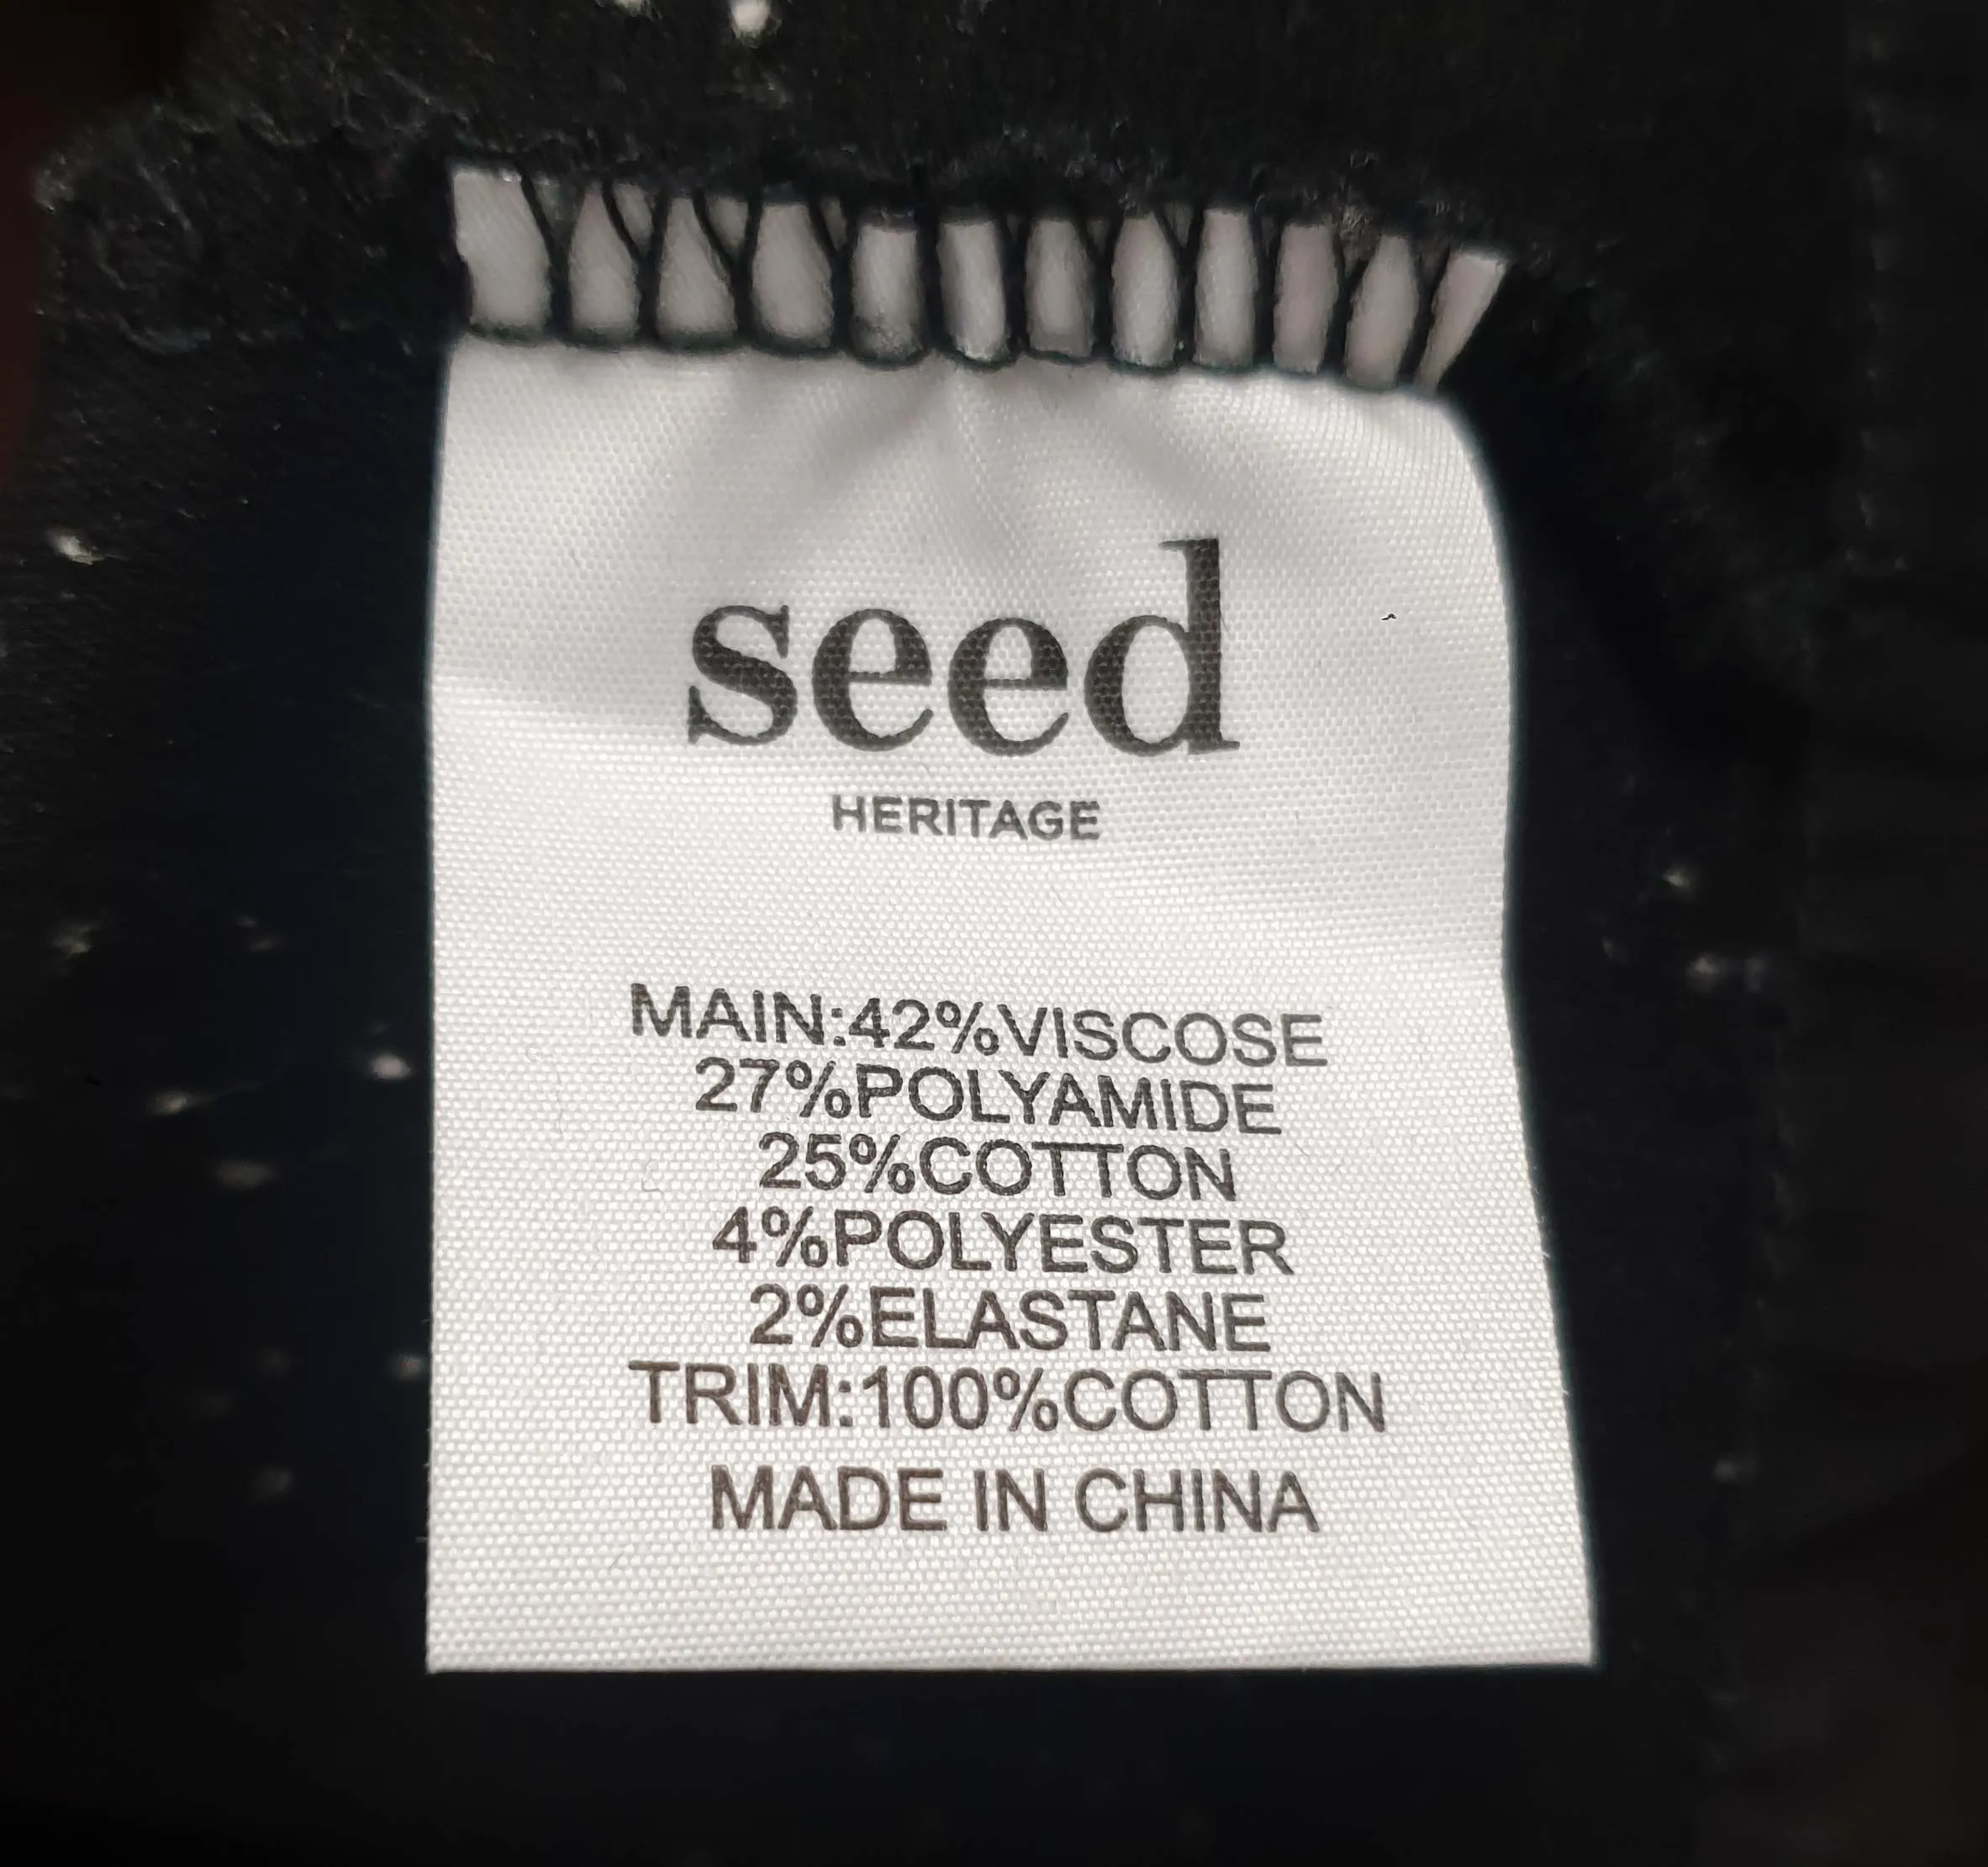 seed
HERITAGE
MAIN:42%VISCOSE
27%POLYAMIDE
25%COTTON
4%POLYESTER
2%ELASTANE
TRIM:100%COTTON
MADE IN CHINA